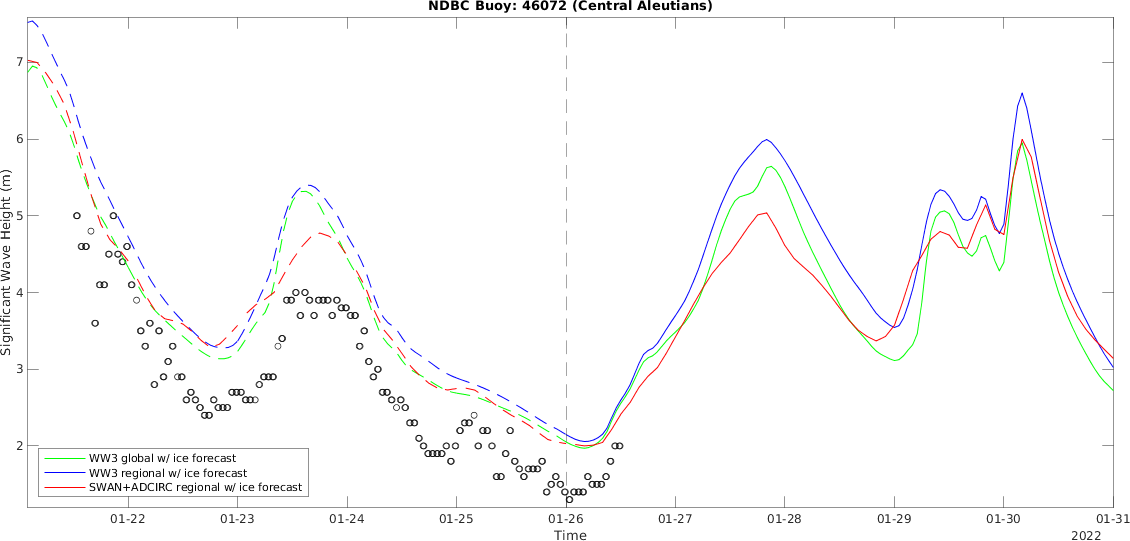 NDBC Buoy: 46072 (Central Aleutians)
7
6
5
4
3
2
Significant Wave Height (m)
WW3 global w/ ice forecast
WW3 regional w/ ice forecast
SWAN+ADCIRC regional w/ ice forecast
01-22 01-23 01-24 01-25 01-26 01-27 01-28 01-29 01-30 01-31
Time
2022